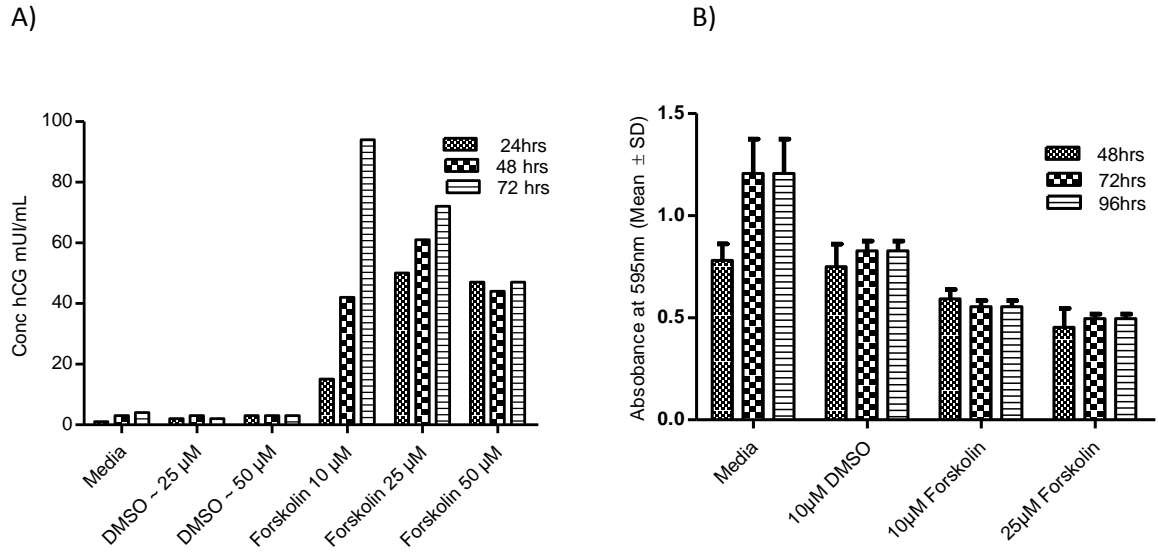 A)
B)
100
80
60
40
20
0
Conc hCG mUI/mL
24hrs
48 hrs
72 hrs
Media
DMSO ~ 25 µM
DMSO ~ 50 µM
Forskolin 10 µM
Forskolin 25 µM
Forskolin 50 µM
1.5
1.0
0.5
0.0
Absobance at 595nm (Mean ± SD)
48hrs
72hrs
96hrs
Media
10µM DMSO
10µM Forskolin
25µM Forskolin